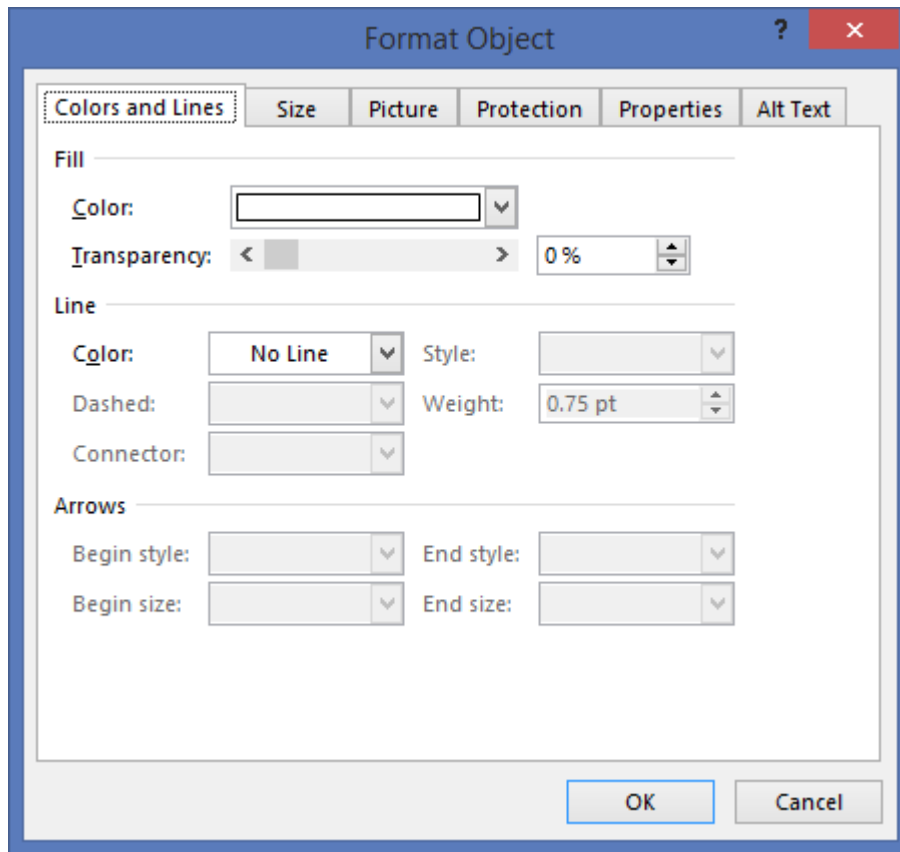 Format Object ?
Colors and Lines Size Picture Protection Properties Alt Text
Fill
Color:
Transparency: 0 %
Line
Color: No Line Style:
Dashed: Weight: 0.75 pt
Connector:
Arrows
Begin style: End style:
Begin size: End size:
OK Cancel